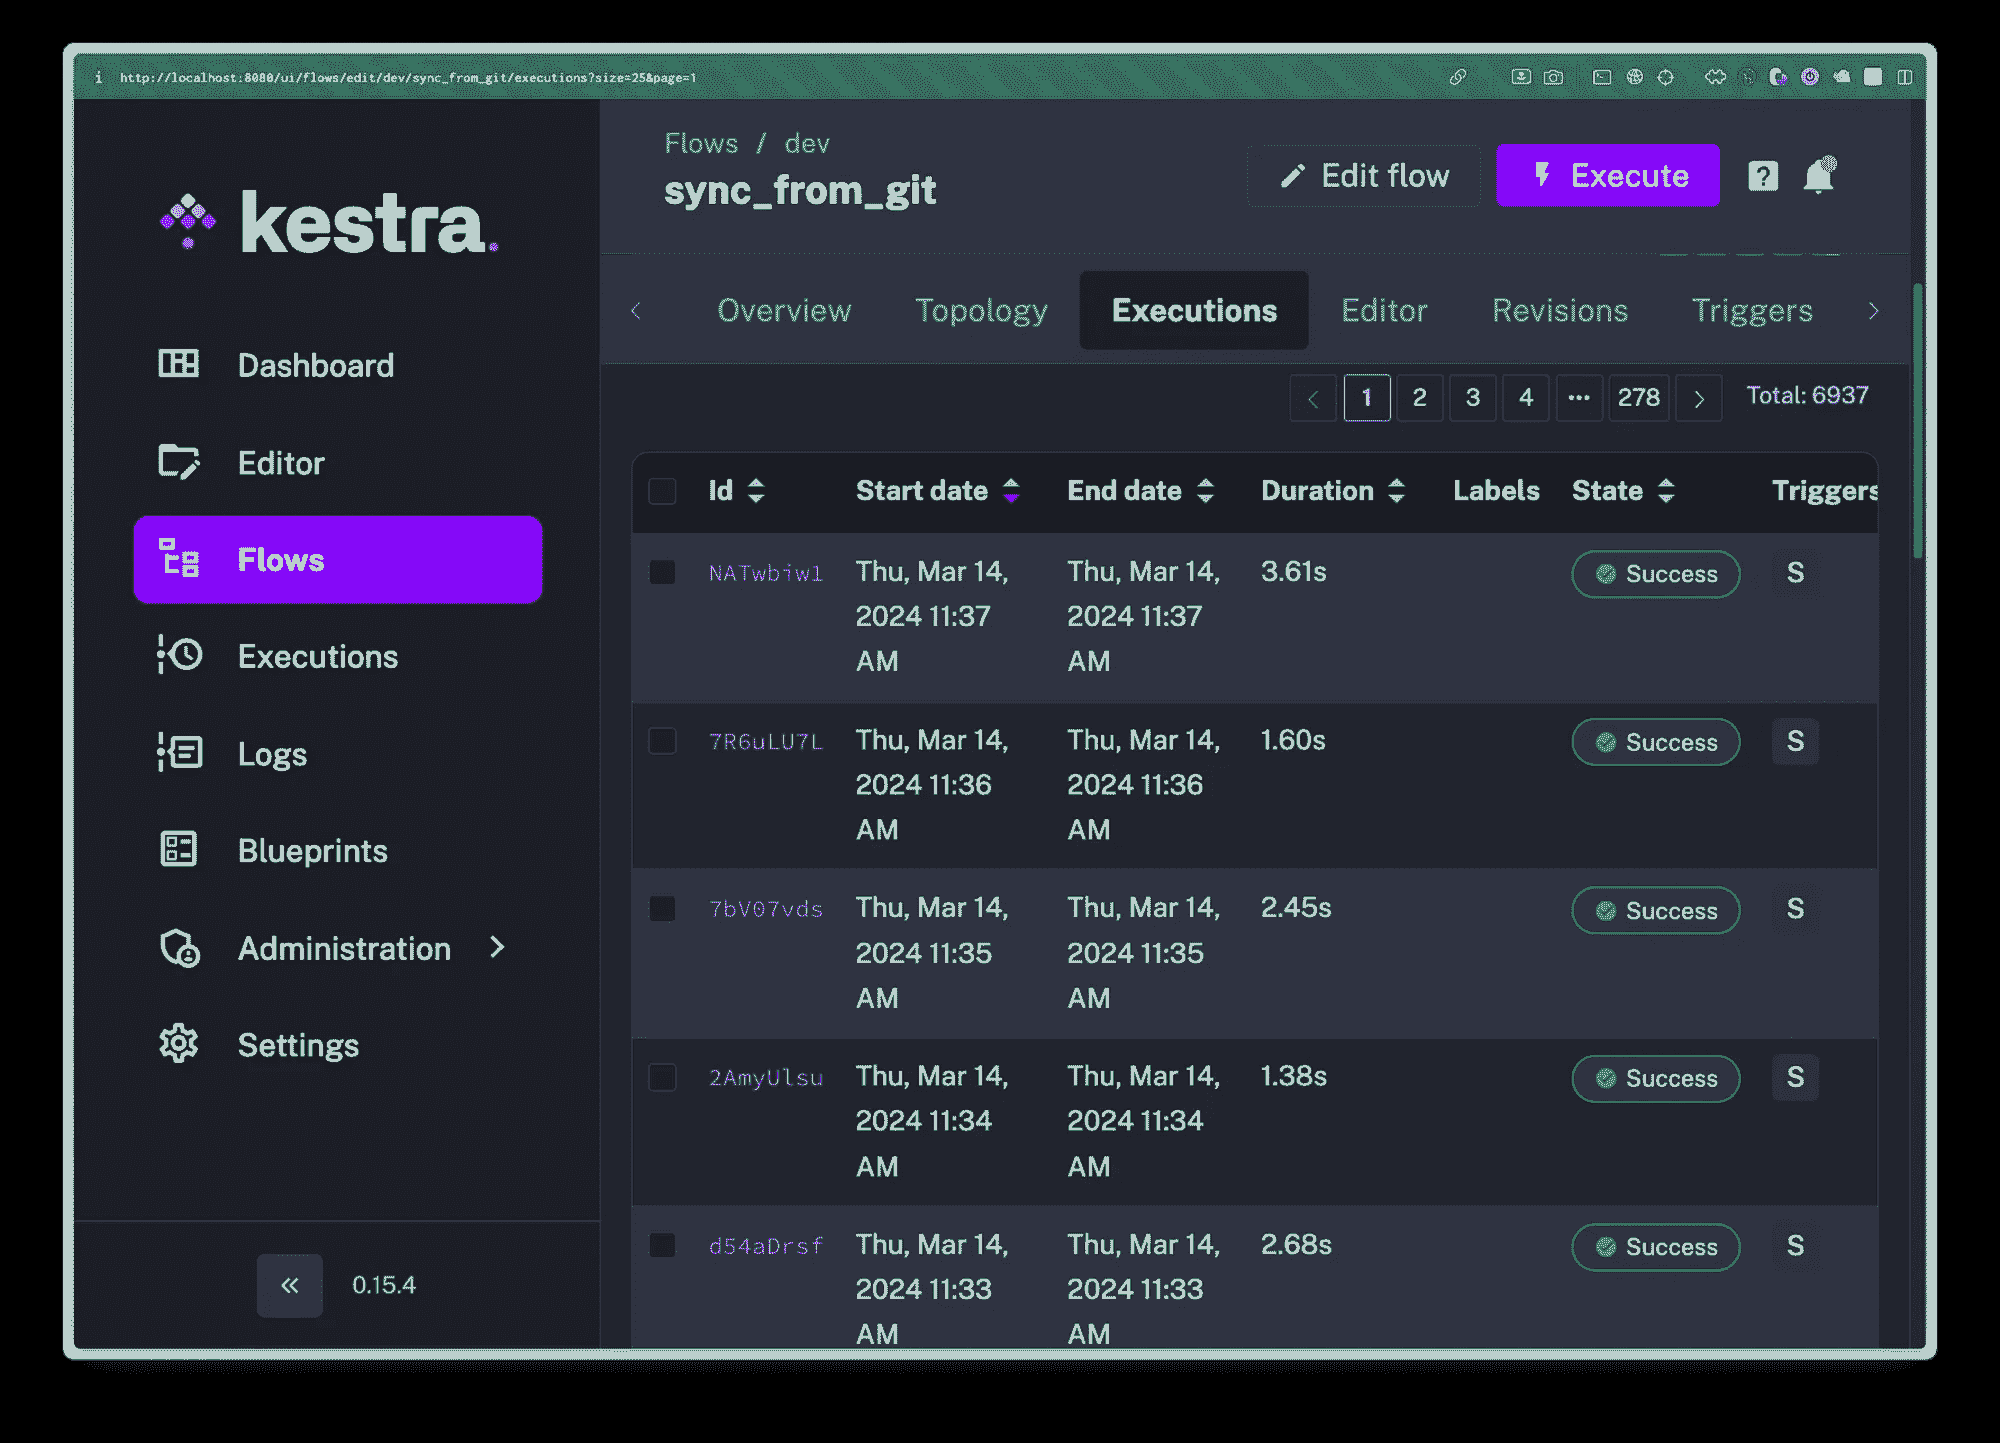 http://localhost:8080/ui/flows/edit/dev/sync_from_git/executions?size=25&page=1
kestra.
Dashboard
Editor
Flows
Executions
Logs
Blueprints
Administration
Settings
0.15.4
Flows / dev
sync_from_git
Edit flow
Execute
Overview Topology Executions Editor Revisions Triggers
1 2 3 4 ••• 278 Total: 6937
Id Start date End date Duration Labels State Triggers
NATwbiwl Thu, Mar 14, 2024 11:37 AM Thu, Mar 14, 2024 11:37 AM 3.61s Success S
7R6uLU7L Thu, Mar 14, 2024 11:36 AM Thu, Mar 14, 2024 11:36 AM 1.60s Success S
7bV07vds Thu, Mar 14, 2024 11:35 AM Thu, Mar 14, 2024 11:35 AM 2.45s Success S
2AmyUlsu Thu, Mar 14, 2024 11:34 AM Thu, Mar 14, 2024 11:34 AM 1.38s Success S
d54aDrsf Thu, Mar 14, 2024 11:33 AM Thu, Mar 14, 2024 11:33 AM 2.68s Success S